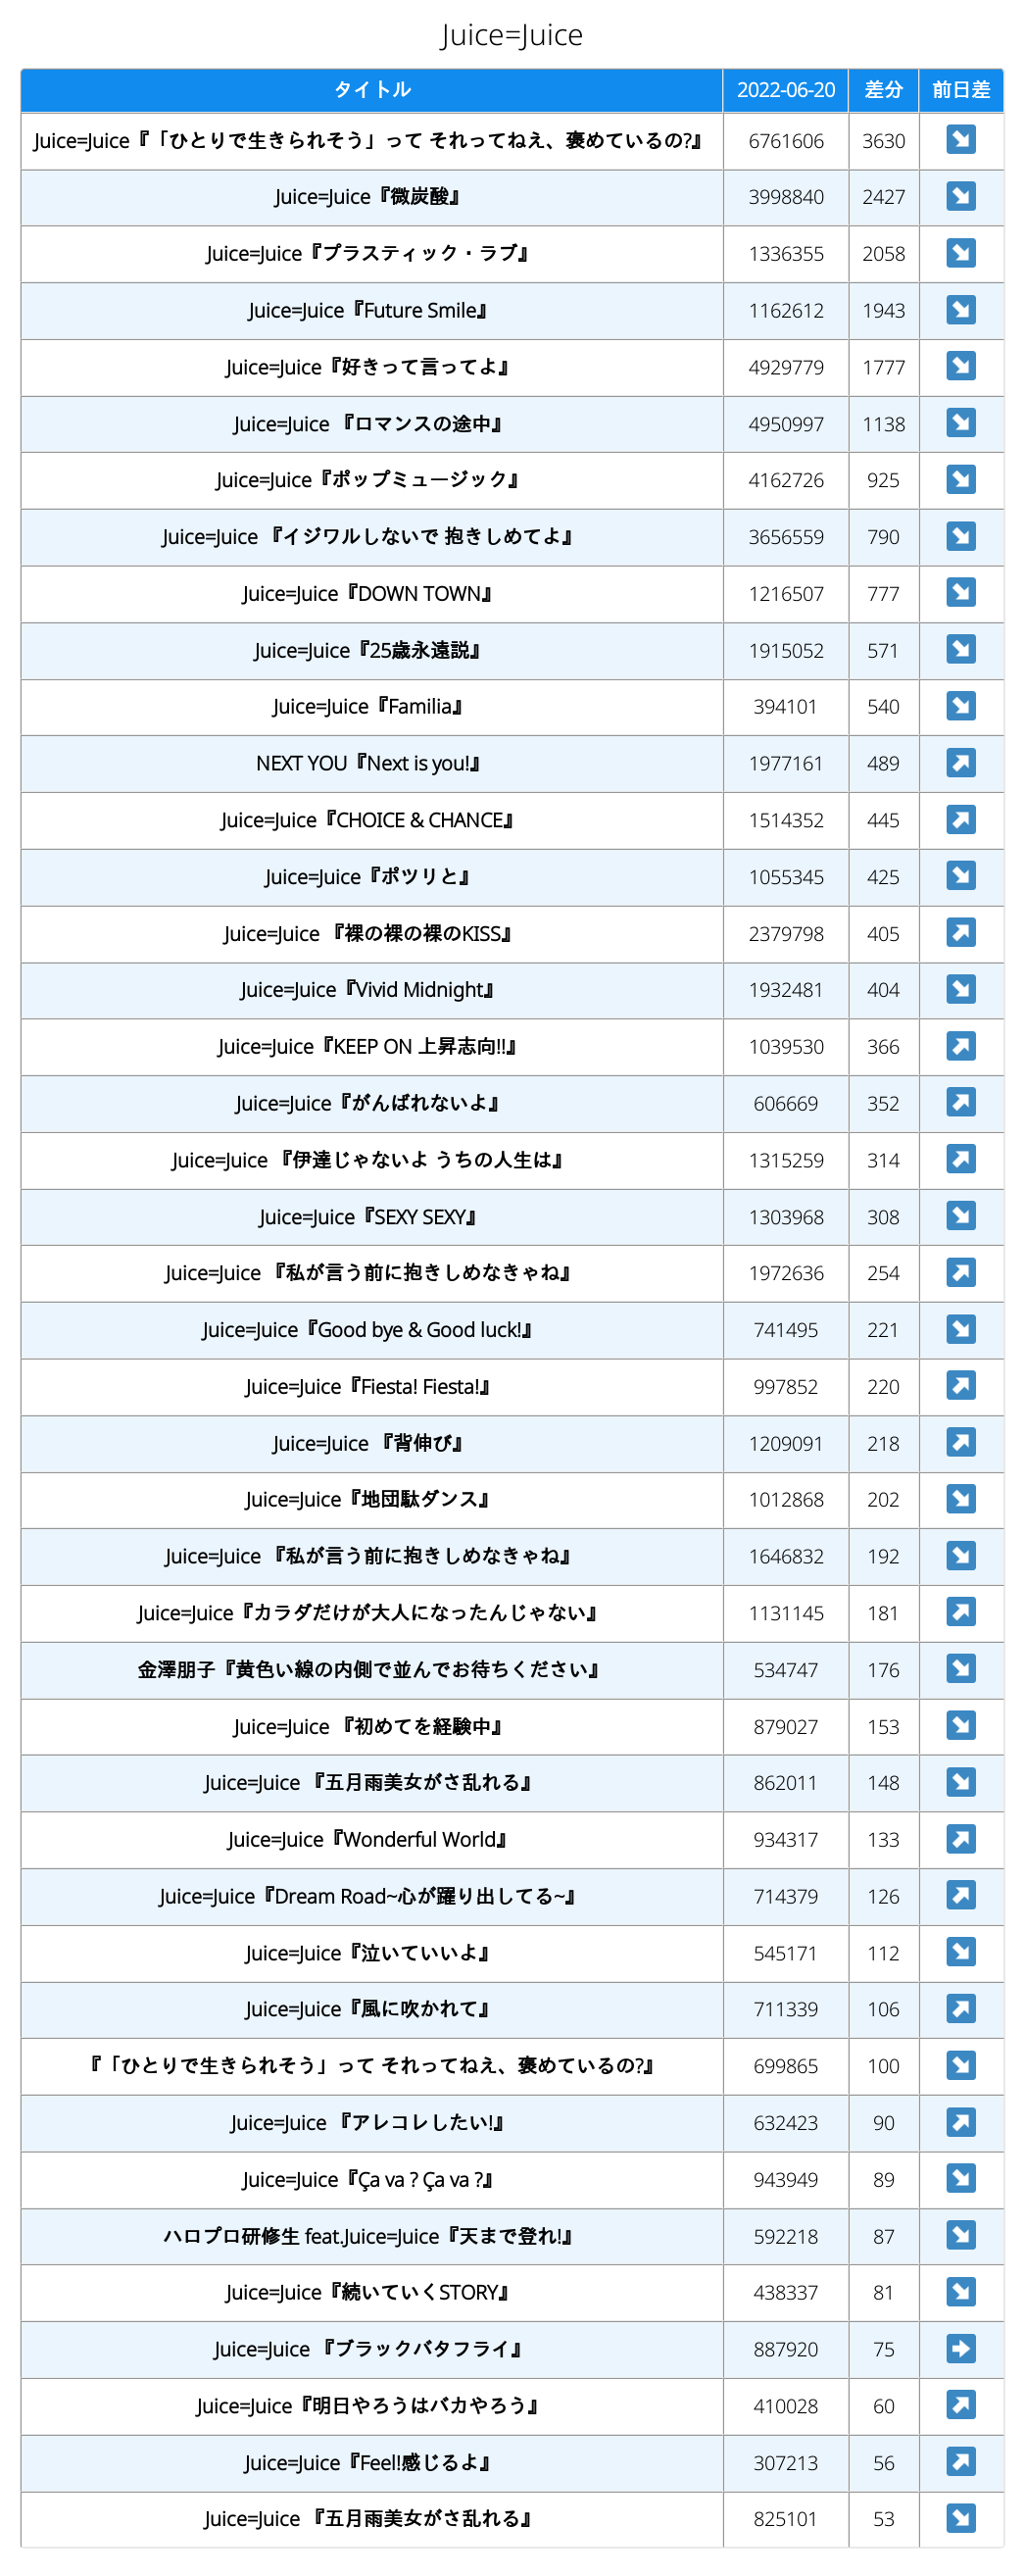 Juice=Juice
タイトル 2022-06-20 差分 前日差
Juice=Juice『「ひとりで生きられそう」って それってねえ、褒めているの?』 6761606 3630 ↘
Juice=Juice『微炭酸』 3998840 2427 ↘
Juice=Juice『プラスティック・ラブ』 1336355 2058 ↘
Juice=Juice『Future Smile』 1162612 1943 ↘
Juice=Juice『好きって言ってよ』 4929779 1777 ↘
Juice=Juice 『ロマンスの途中』 4950997 1138 ↘
Juice=Juice『ポップミュージック』 4162726 925 ↘
Juice=Juice 『イジワルしないで 抱きしめてよ』 3656559 790 ↘
Juice=Juice『DOWN TOWN』 1216507 777 ↘
Juice=Juice『25歳永遠説』 1915052 571 ↘
Juice=Juice『Familia』 394101 540 ↘
NEXT YOU『Next is you!』 1977161 489 ↗
Juice=Juice『CHOICE & CHANCE』 1514352 445 ↗
Juice=Juice『ポツリと』 1055345 425 ↘
Juice=Juice 『裸の裸の裸のKISS』 2379798 405 ↗
Juice=Juice『Vivid Midnight』 1932481 404 ↘
Juice=Juice『KEEP ON 上昇志向!!』 1039530 366 ↗
Juice=Juice『がんばれないよ』 606669 352 ↗
Juice=Juice 『伊達じゃないよ うちの人生は』 1315259 314 ↗
Juice=Juice『SEXY SEXY』 1303968 308 ↘
Juice=Juice 『私が言う前に抱きしめなきゃね』 1972636 254 ↗
Juice=Juice『Good bye & Good luck!』 741495 221 ↘
Juice=Juice『Fiesta! Fiesta!』 997852 220 ↗
Juice=Juice 『背伸び』 1209091 218 ↗
Juice=Juice『地団駄ダンス』 1012868 202 ↘
Juice=Juice 『私が言う前に抱きしめなきゃね』 1646832 192 ↘
Juice=Juice『カラダだけが大人になったんじゃない』 1131145 181 ↗
金澤朋子『黄色い線の内側で並んでお待ちください』 534747 176 ↘
Juice=Juice 『初めてを経験中』 879027 153 ↘
Juice=Juice 『五月雨美女がさ乱れる』 862011 148 ↘
Juice=Juice『Wonderful World』 934317 133 ↗
Juice=Juice『Dream Road~心が躍り出してる~』 714379 126 ↗
Juice=Juice『泣いていいよ』 545171 112 ↘
Juice=Juice『風に吹かれて』 711339 106 ↗
『「ひとりで生きられそう」って それってねえ、褒めているの?』 699865 100 ↘
Juice=Juice 『アレコレしたい!』 632423 90 ↗
Juice=Juice『Ça va ? Ça va ?』 943949 89 ↘
ハロプロ研修生 feat.Juice=Juice『天まで登れ!』 592218 87 ↘
Juice=Juice『続いていくSTORY』 438337 81 ↘
Juice=Juice 『ブラックバタフライ』 887920 75 ➡
Juice=Juice『明日やろうはバカやろう』 410028 60 ↗
Juice=Juice『Feel!感じるよ』 307213 56 ↗
Juice=Juice 『五月雨美女がさ乱れる』 825101 53 ↘